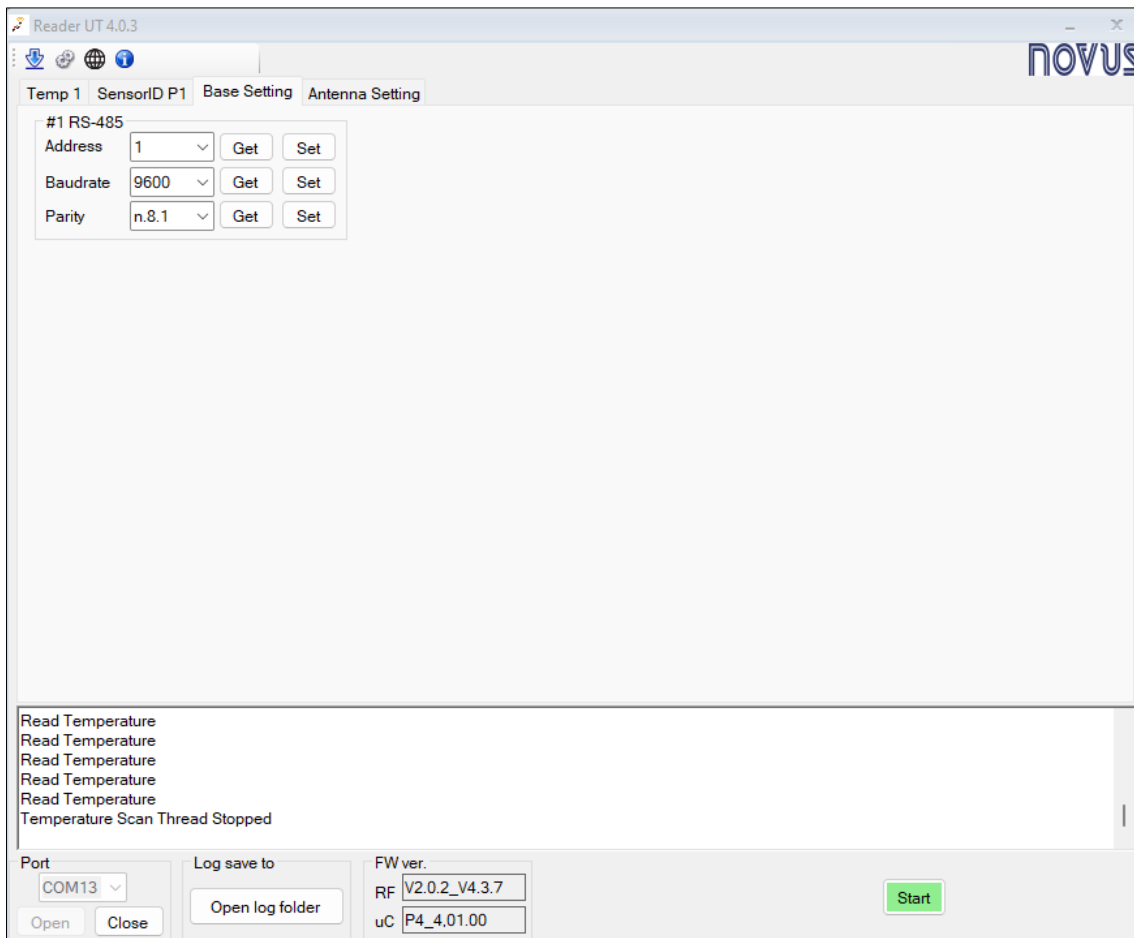 Reader UT 4.0.3
novus
Temp 1 SensorID P1 Base Setting Antenna Setting
#1 RS-485
Address 1 Get Set
Baudrate 9600 Get Set
Parity n.8.1 Get Set
Read Temperature
Read Temperature
Read Temperature
Read Temperature
Read Temperature
Temperature Scan Thread Stopped
Port Log save to FW ver.
COM13 RF V2.0.2_V4.3.7
Open log folder Start
Open Close uC P4_4,01.00